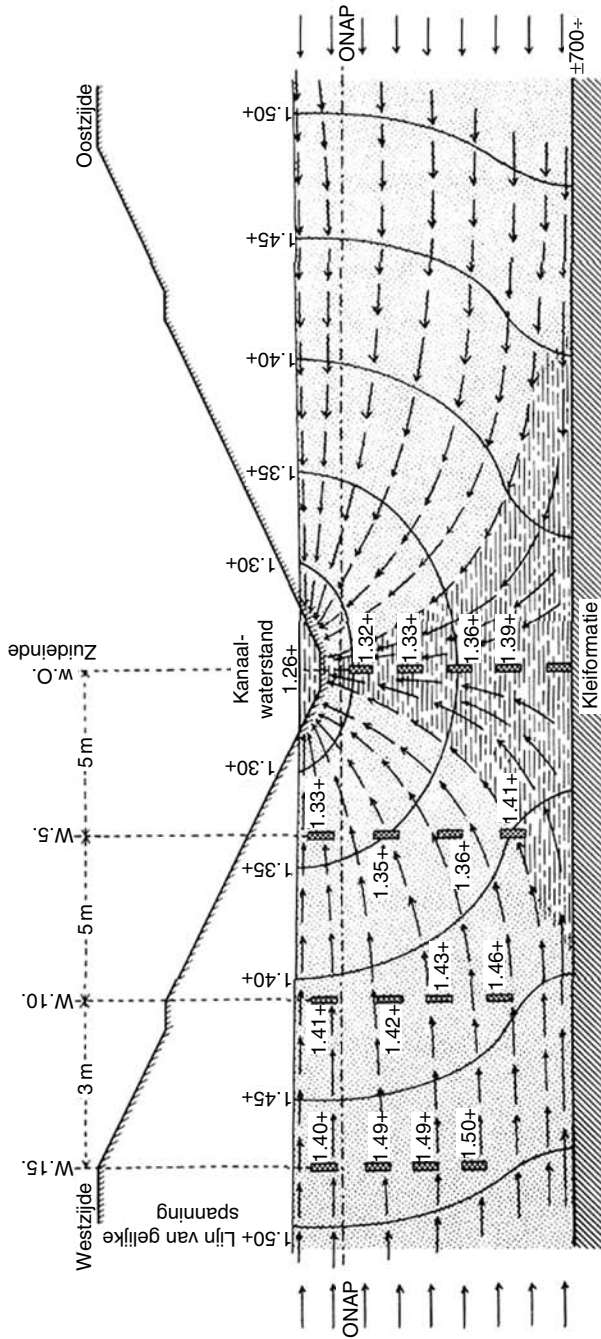 Westzijde
W.15.
3 m
W.10.
5 m
W.5.
5 m
w.O.
Zuideinde
Oostzijde
1.50+ Lijn van gelijke
spanning
1.45+
1.40+
1.35+
1.30+
Kanaal-
waterstand
1.26+
1.30+
1.35+
1.40+
1.45+
1.50+
ONAP
ONAP
1.40+
1.49+
1.49+
1.50+
1.41+
1.42+
1.43+
1.46+
1.33+
1.35+
1.36+
1.41+
1.32+
1.33+
1.36+
1.39+
Kleiformatie
±700÷